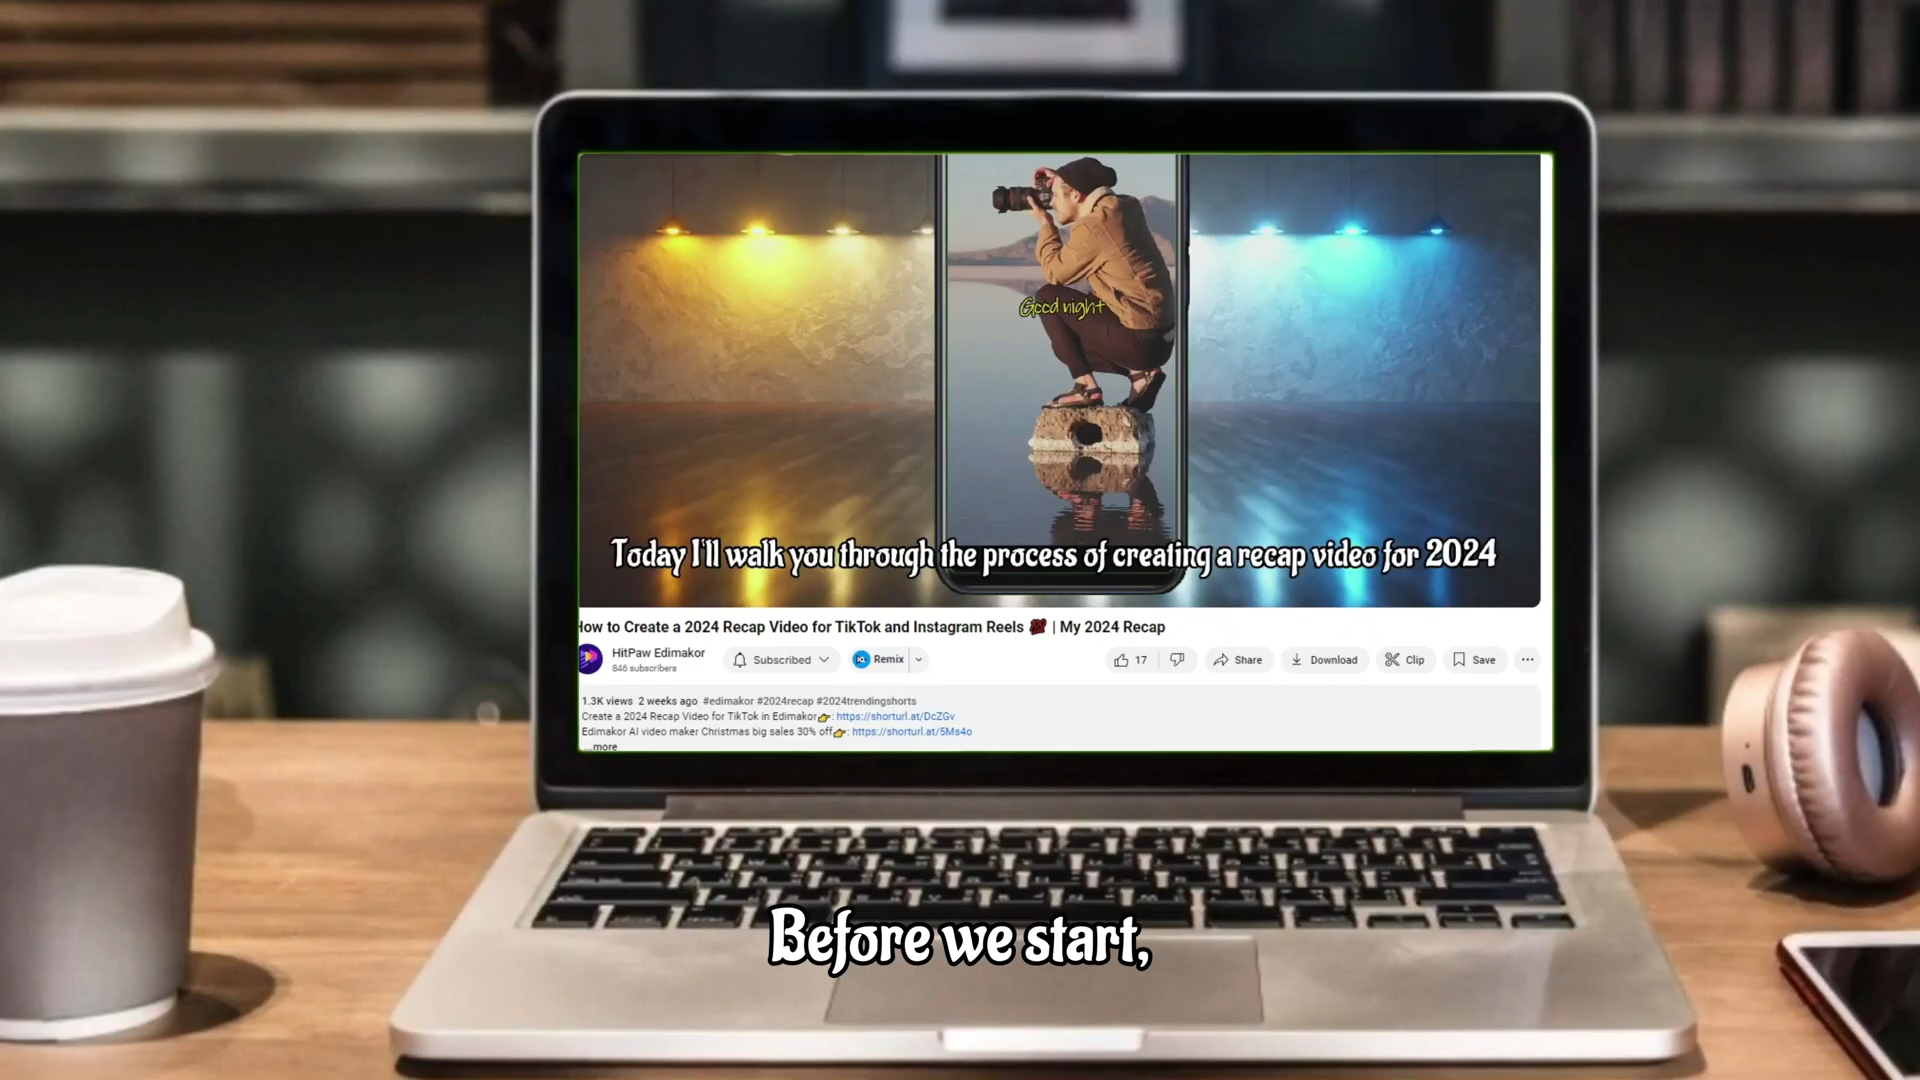 Good night
Today I'll walk you through the process of creating a recap video for 2024
How to Create a 2024 Recap Video for TikTok and Instagram Reels 💯 | My 2024 Recap
HitPaw Edimakor
846 subscribers
Subscribed
Remix
17
Share
Download
Clip
Save
1.3K views 2 weeks ago #edimakor #2024recap #2024trendingshorts
Create a 2024 Recap Video for TikTok in Edimakor👉: https://shorturl.at/DcZGv
Edimakor AI video maker Christmas big sales 30% off👉: https://shorturl.at/5Ms4o
...more
Before we start,